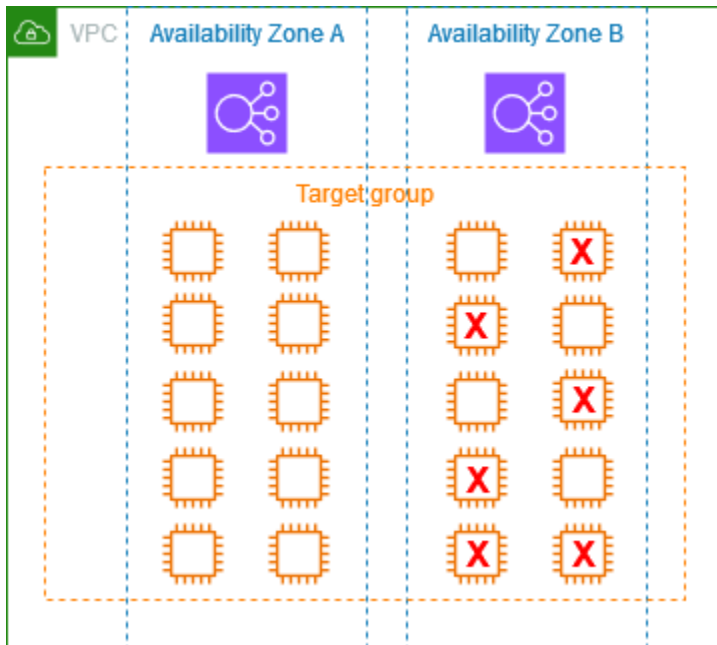 VPC
Availability Zone A
Availability Zone B
Target group
X
X
X
X
X X